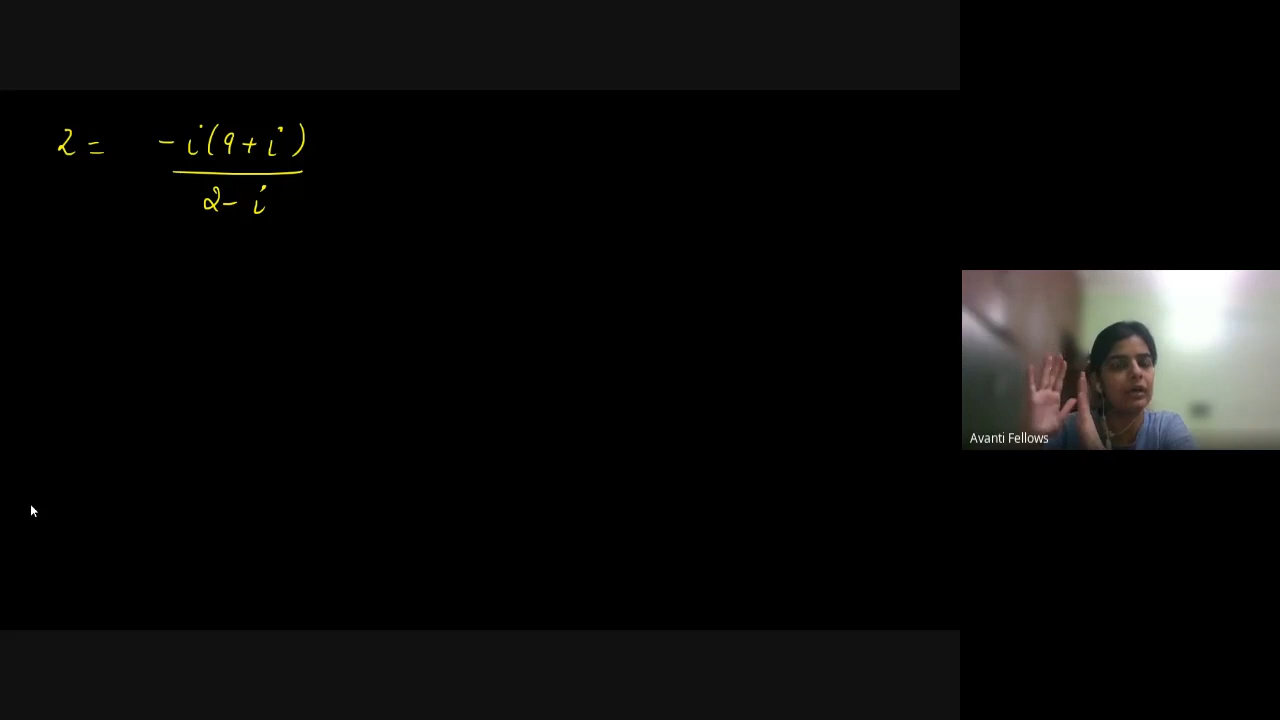 z = -i(9+i)
2-i
Avanti Fellows